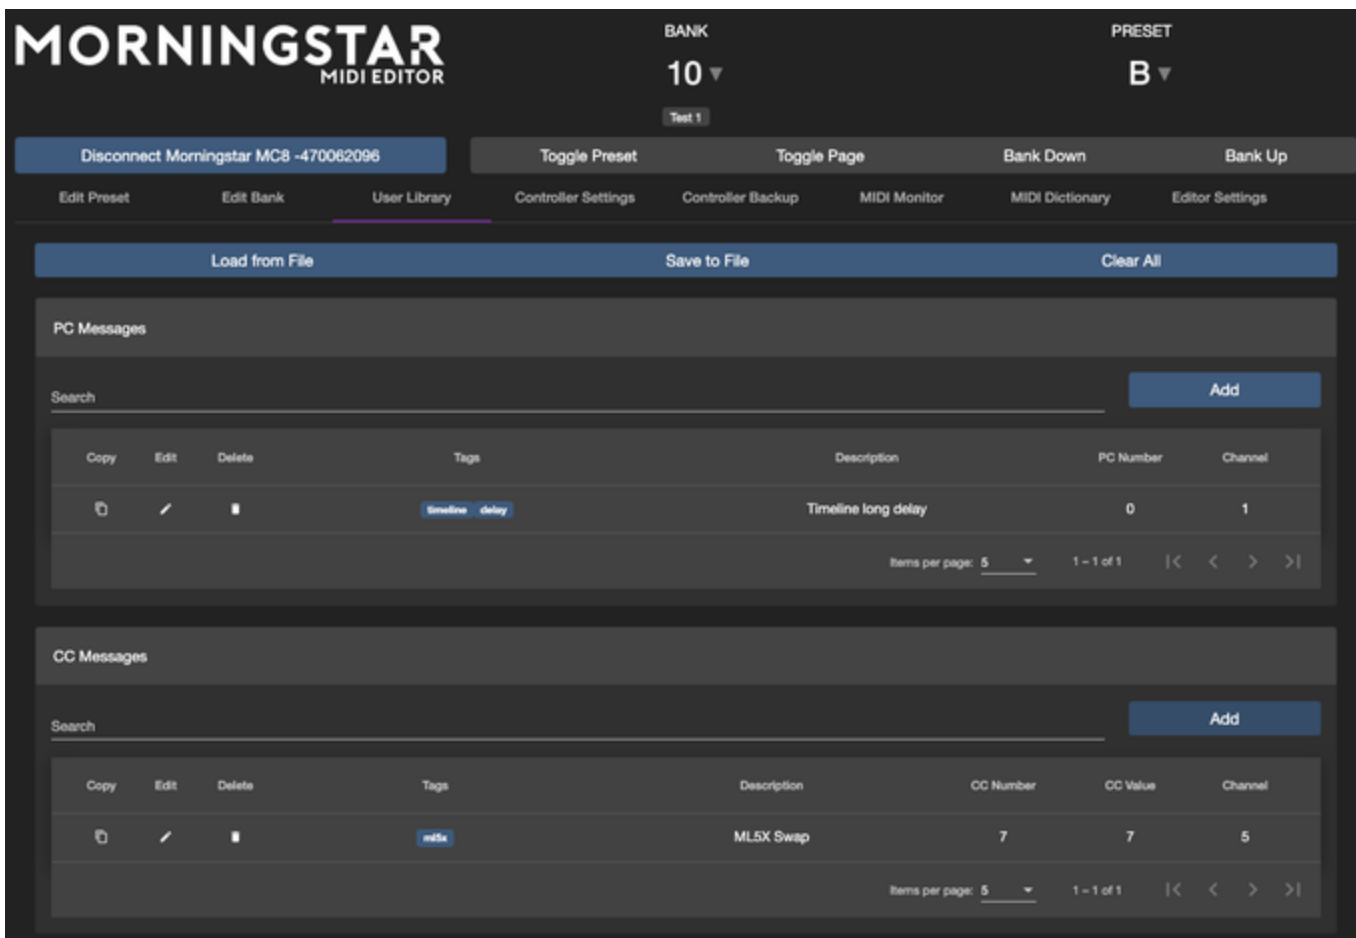 MORNINGSTAR
MIDI EDITOR
BANK
10
Test 1
PRESET
B
Disconnect Morningstar MC8 -470062096
Toggle Preset Toggle Page Bank Down Bank Up
Edit Preset Edit Bank User Library Controller Settings Controller Backup MIDI Monitor MIDI Dictionary Editor Settings
Load from File Save to File Clear All
PC Messages
Search
Add
Copy Edit Delete Tags Description PC Number Channel
timeline delay Timeline long delay 0 1
Items per page: 5 1 – 1 of 1
CC Messages
Search
Add
Copy Edit Delete Tags Description CC Number CC Value Channel
ml5x ML5X Swap 7 7 5
Items per page: 5 1 – 1 of 1